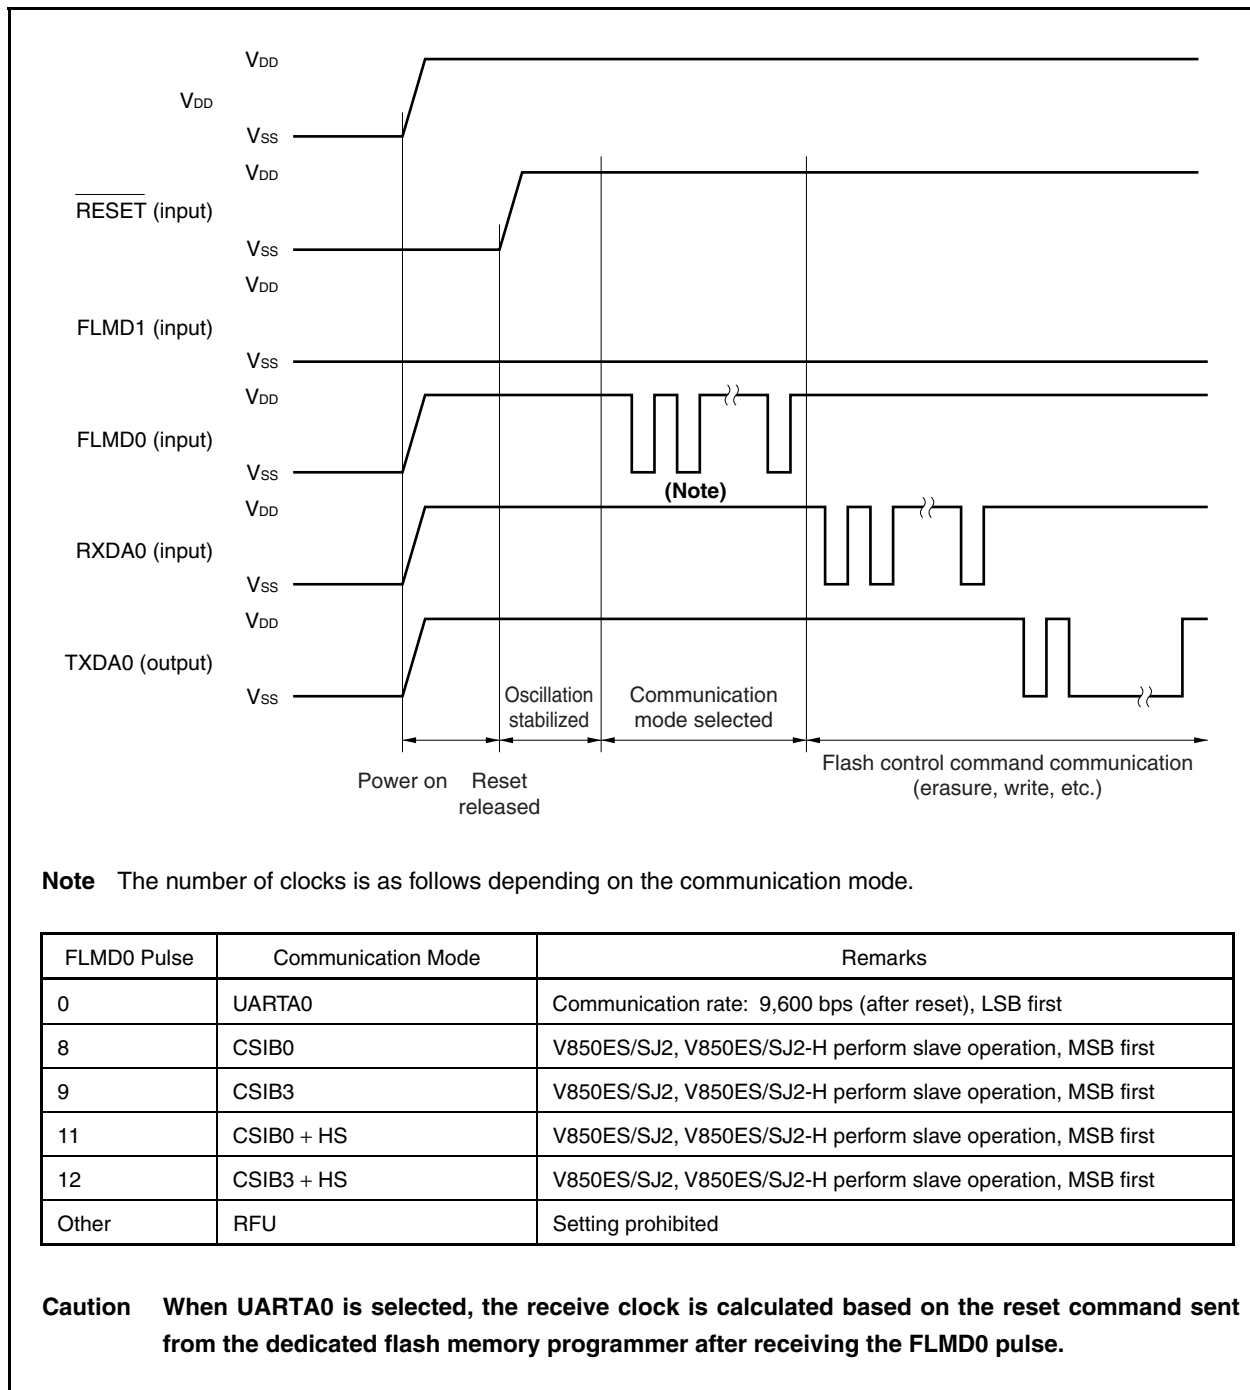 VDD
VDD
VSS
VDD
RESET (input)
VSS
VDD
FLMD1 (input)
VSS
VDD
FLMD0 (input)
VSS
(Note)
VDD
RXDA0 (input)
VSS
VDD
TXDA0 (output)
VSS
Oscillation
stabilized
Communication
mode selected
Power on
Reset
released
Flash control command communication
(erasure, write, etc.)
Note The number of clocks is as follows depending on the communication mode.
FLMD0 Pulse Communication Mode Remarks
0 UARTA0 Communication rate: 9,600 bps (after reset), LSB first
8 CSIB0 V850ES/SJ2, V850ES/SJ2-H perform slave operation, MSB first
9 CSIB3 V850ES/SJ2, V850ES/SJ2-H perform slave operation, MSB first
11 CSIB0 + HS V850ES/SJ2, V850ES/SJ2-H perform slave operation, MSB first
12 CSIB3 + HS V850ES/SJ2, V850ES/SJ2-H perform slave operation, MSB first
Other RFU Setting prohibited
Caution When UARTA0 is selected, the receive clock is calculated based on the reset command sent
from the dedicated flash memory programmer after receiving the FLMD0 pulse.